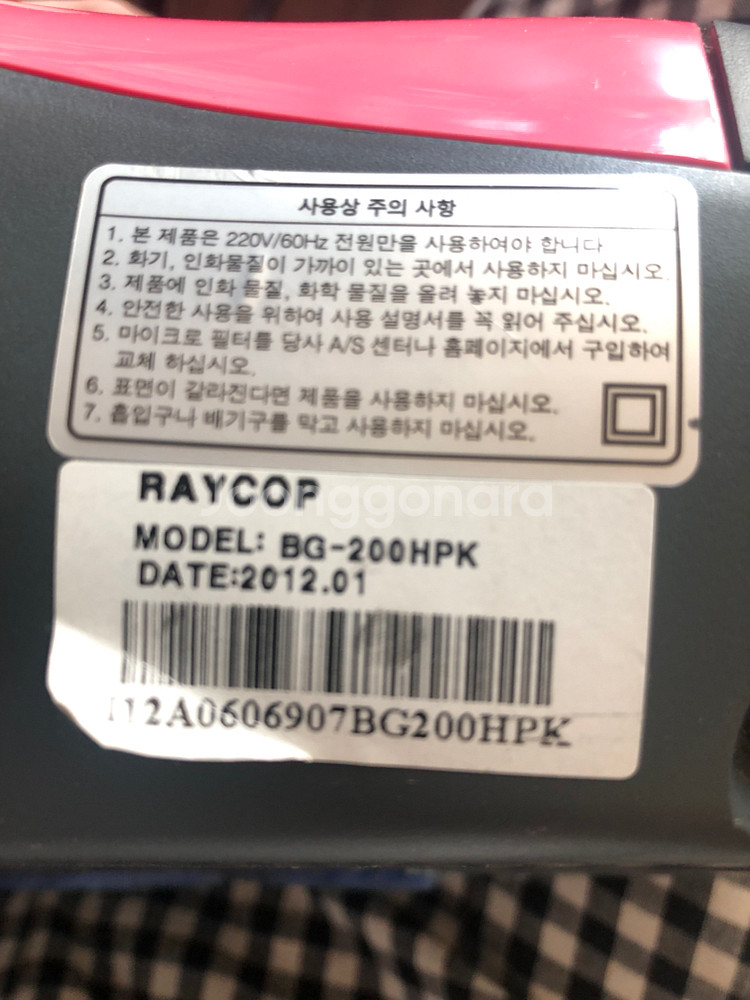 사용상 주의 사항
1. 본 제품은 220V/60Hz 전원만을 사용하여야 합니다
2. 화기, 인화물질이 가까이 있는 곳에서 사용하지 마십시오.
3. 제품에 인화 물질, 화학 물질을 올려 놓지 마십시오.
4. 안전한 사용을 위하여 사용 설명서를 꼭 읽어 주십시오.
5. 마이크로 필터를 당사 A/S 센터나 홈페이지에서 구입하여
교체 하십시오.
6. 표면이 갈라진다면 제품을 사용하지 마십시오.
7. 흡입구나 배기구를 막고 사용하지 마십시오.
RAYCOP
joonggonara
MODEL: BG-200HPK
DATE:2012.01
112A0606907BG200HPK